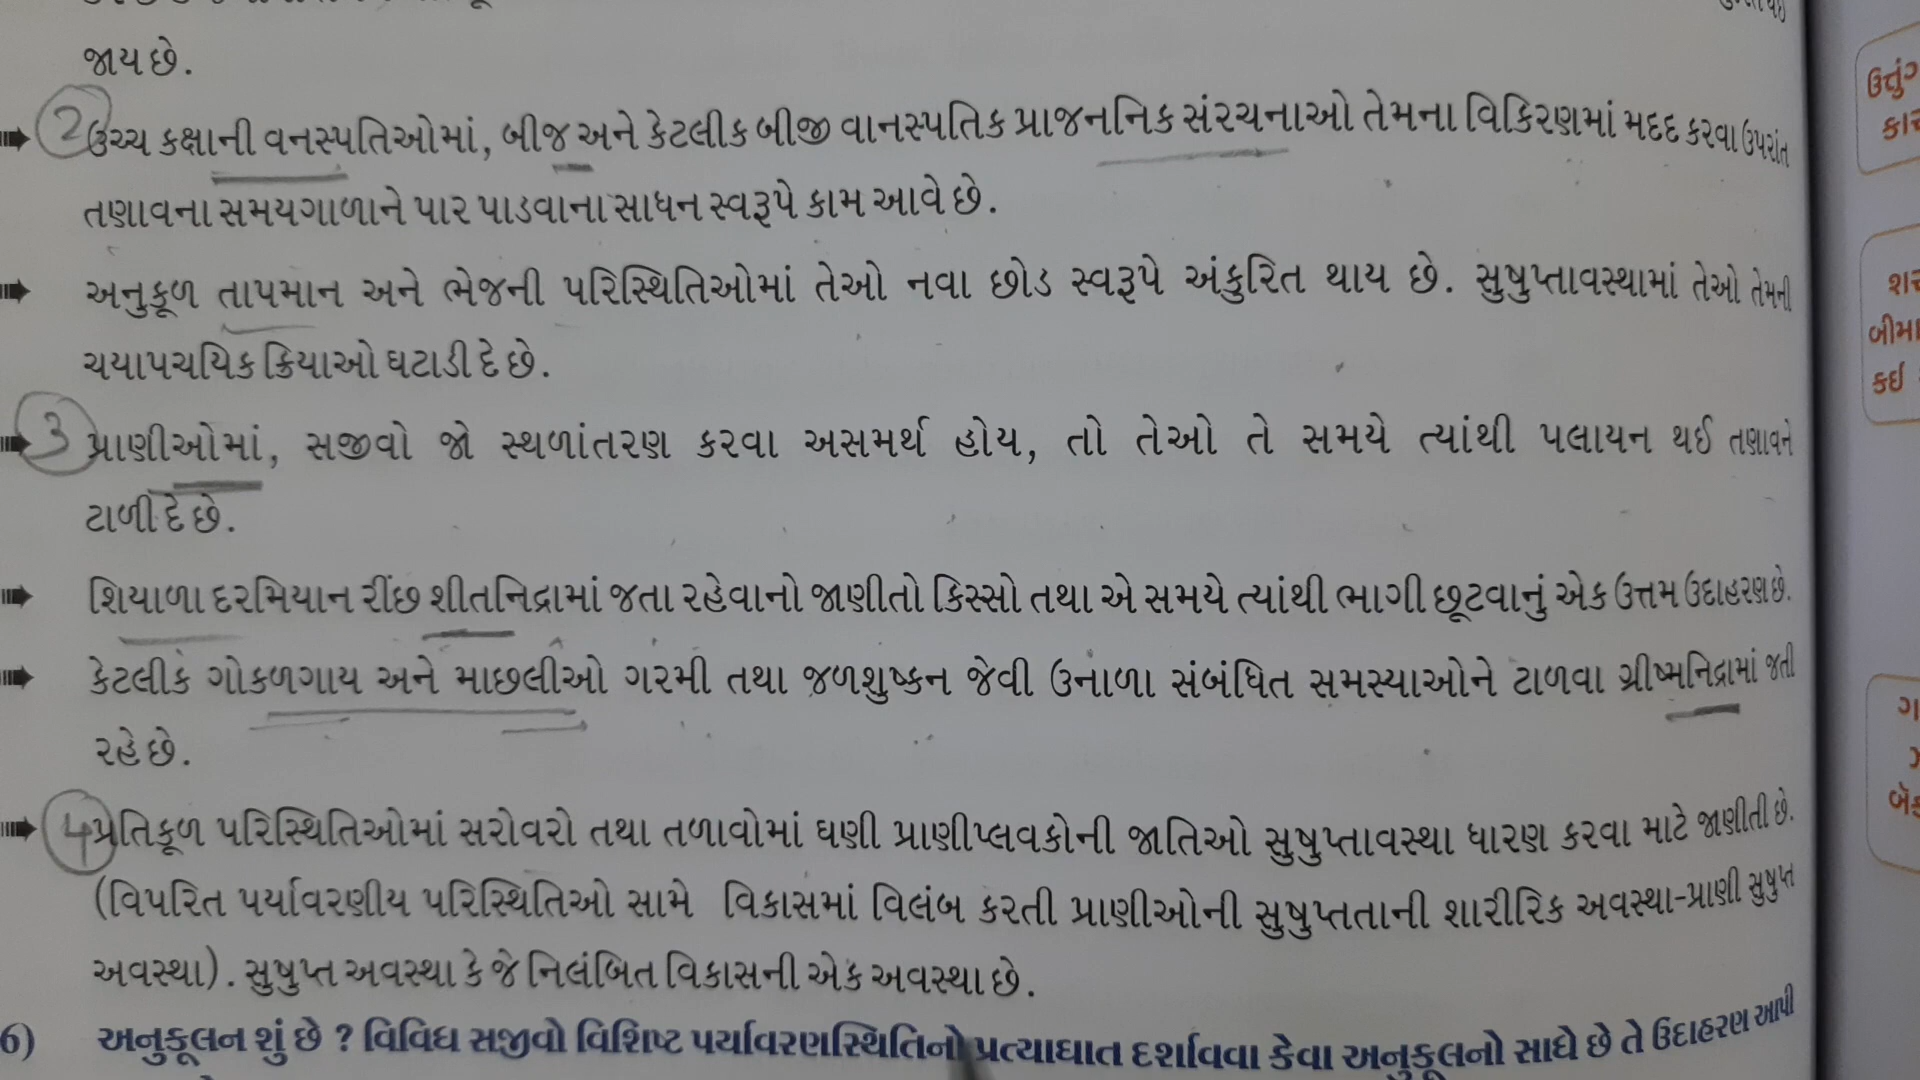 જાય છે.
2 ઉચ્ચ કક્ષાની વનસ્પતિઓમાં, બીજ અને કેટલીક બીજી વાનસ્પતિક પ્રાજનનિક સંરચનાઓ તેમના વિકિરણમાં મદદ કરવા ઉપરાંત
તણાવના સમયગાળાને પાર પાડવાના સાધન સ્વરૂપે કામ આવે છે.
અનુકૂળ તાપમાન અને ભેજની પરિસ્થિતિઓમાં તેઓ નવા છોડ સ્વરૂપે અંકુરિત થાય છે. સુષુપ્તાવસ્થામાં તેઓ તેમની
ચયાપચયિક ક્રિયાઓ ઘટાડી દે છે.
3 પ્રાણીઓમાં, સજીવો જો સ્થળાંતરણ કરવા અસમર્થ હોય, તો તેઓ તે સમયે ત્યાંથી પલાયન થઈ તણાવને
ટાળી દે છે.
શિયાળા દરમિયાન રીંછ શીતનિદ્રામાં જતા રહેવાનો જાણીતો કિસ્સો તથા એ સમયે ત્યાંથી ભાગી છૂટવાનું એક ઉત્તમ ઉદાહરણ છે.
કેટલીક ગોકળગાય અને માછલીઓ ગરમી તથા જળશુષ્કન જેવી ઉનાળા સંબંધિત સમસ્યાઓને ટાળવા ગ્રીષ્મનિદ્રામાં જતી
રહે છે.
4 પ્રતિકૂળ પરિસ્થિતિઓમાં સરોવરો તથા તળાવોમાં ઘણી પ્રાણીપ્લવકોની જાતિઓ સુષુપ્તાવસ્થા ધારણ કરવા માટે જાણીતી છે.
(વિપરિત પર્યાવરણીય પરિસ્થિતિઓ સામે વિકાસમાં વિલંબ કરતી પ્રાણીઓની સુષુપ્તતાની શારીરિક અવસ્થા-પ્રાણી સુષુપ્ત
અવસ્થા). સુષુપ્ત અવસ્થા કે જે નિલંબિત વિકાસની એક અવસ્થા છે.
6) અનુકૂલન શું છે ? વિવિધ સજીવો વિશિષ્ટ પર્યાવરણસ્થિતિનો પ્રત્યાઘાત દર્શાવવા કેવા અનુકૂલનો સાધે છે તે ઉદાહરણ આપી
કઈ